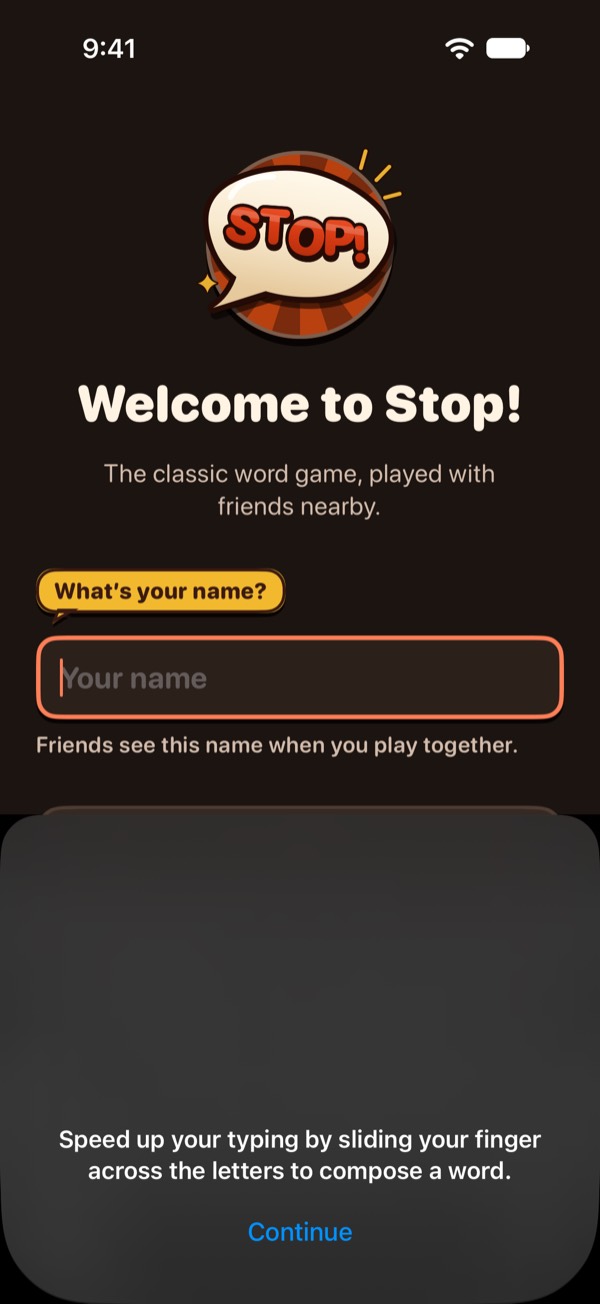 9:41
STOP!
Welcome to Stop!
The classic word game, played with
friends nearby.
What's your name?
Your name
Friends see this name when you play together.
Speed up your typing by sliding your finger
across the letters to compose a word.
Continue